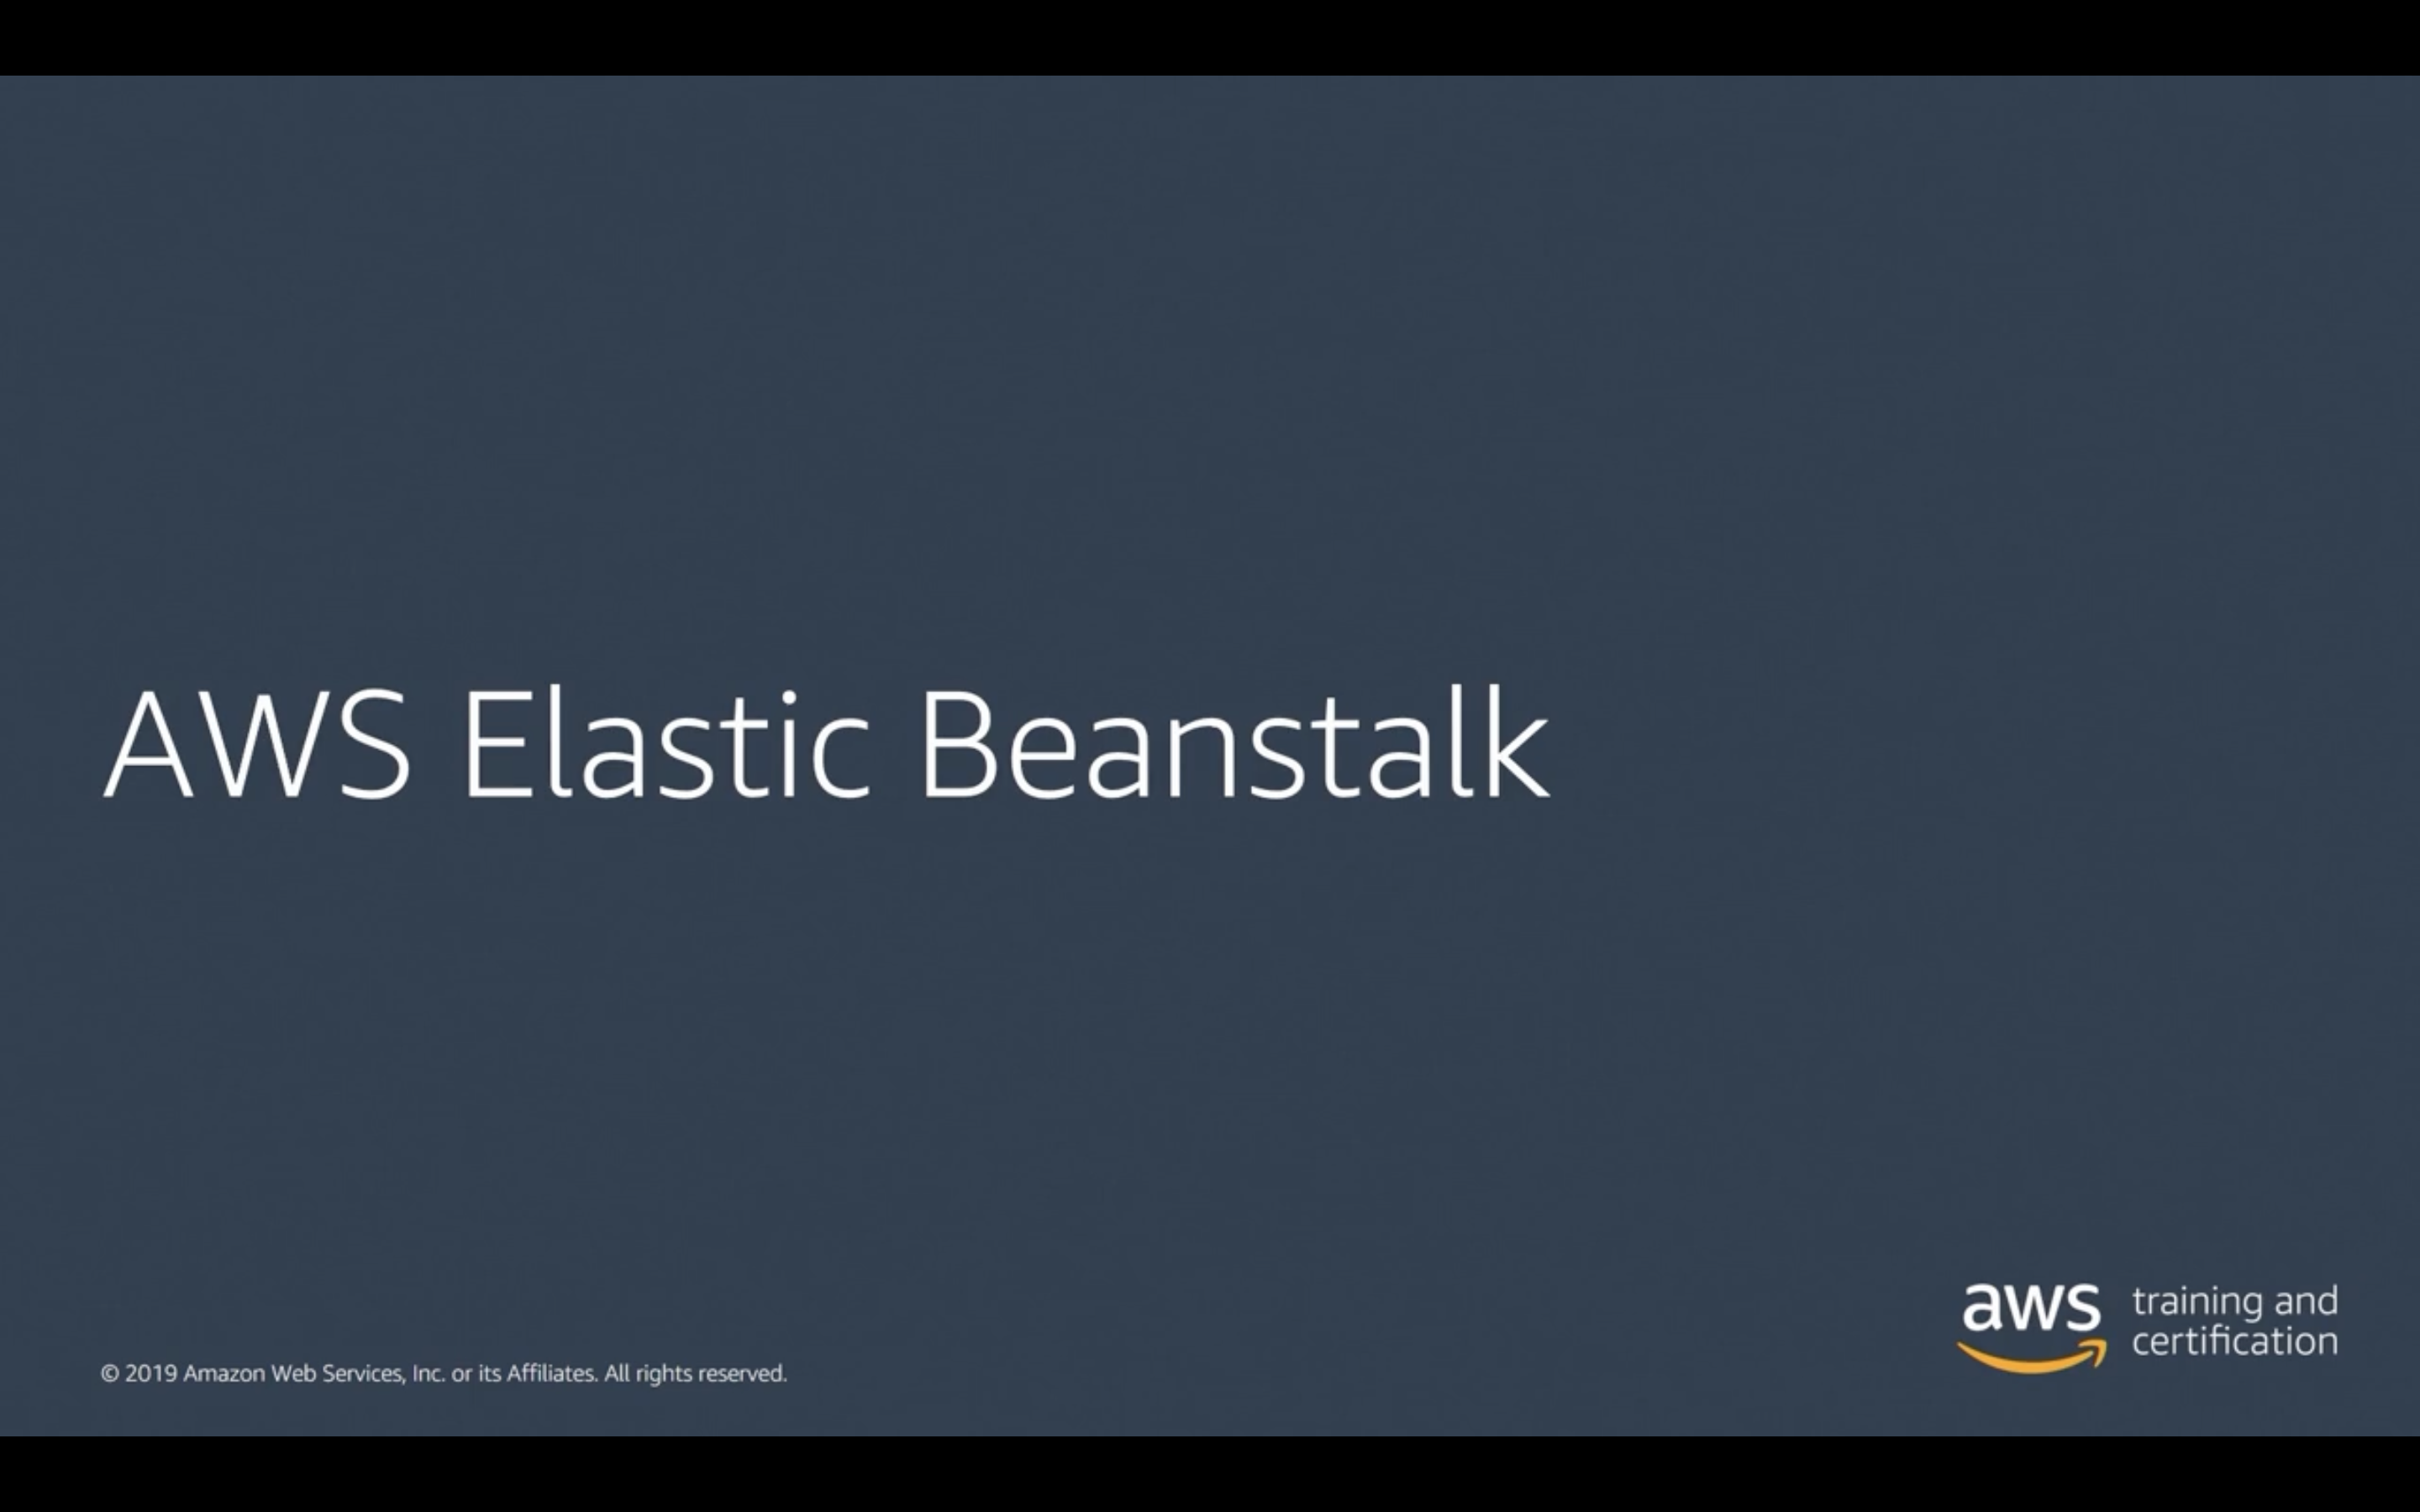 AWS Elastic Beanstalk
© 2019 Amazon Web Services, Inc. or its Affiliates. All rights reserved.
aws
training and
certification